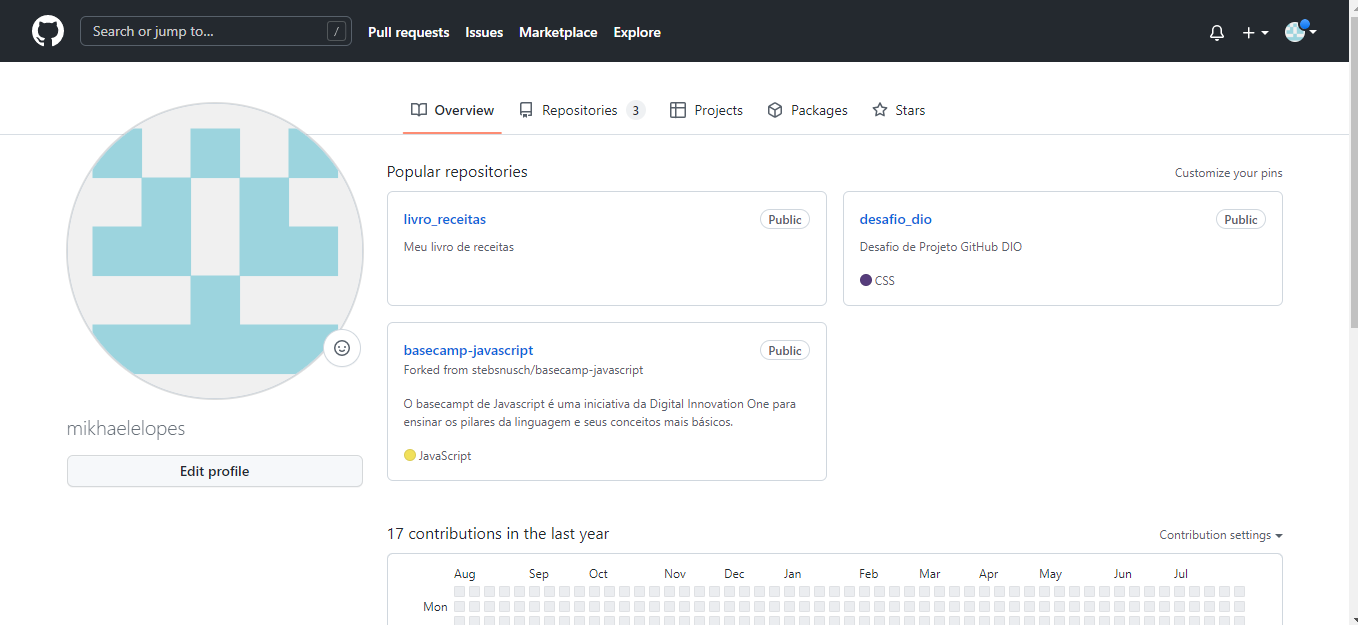 Search or jump to... /
Pull requests Issues Marketplace Explore
Overview Repositories 3 Projects Packages Stars
Popular repositories Customize your pins
livro_receitas Public
Meu livro de receitas
desafio_dio Public
Desafio de Projeto GitHub DIO
CSS
basecamp-javascript Public
Forked from stebsnusch/basecamp-javascript
O basecampt de Javascript é uma iniciativa da Digital Innovation One para
ensinar os pilares da linguagem e seus conceitos mais básicos.
JavaScript
mikhaelelopes
Edit profile
17 contributions in the last year Contribution settings
Aug Sep Oct Nov Dec Jan Feb Mar Apr May Jun Jul
Mon